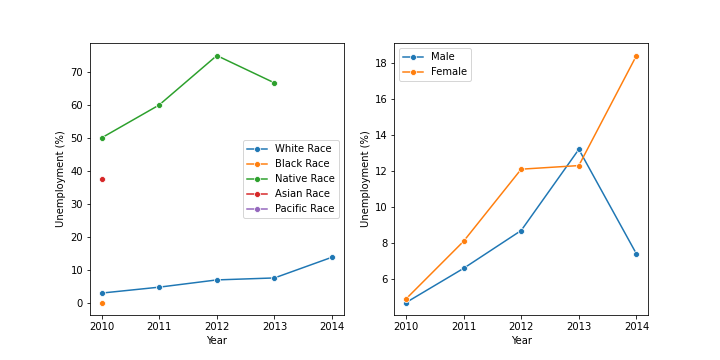 70
60
50
40
30
20
10
0
Unemployment (%)
2010 2011 2012 2013 2014
Year
White Race
Black Race
Native Race
Asian Race
Pacific Race
18
16
14
12
10
8
6
Unemployment (%)
2010 2011 2012 2013 2014
Year
Male
Female